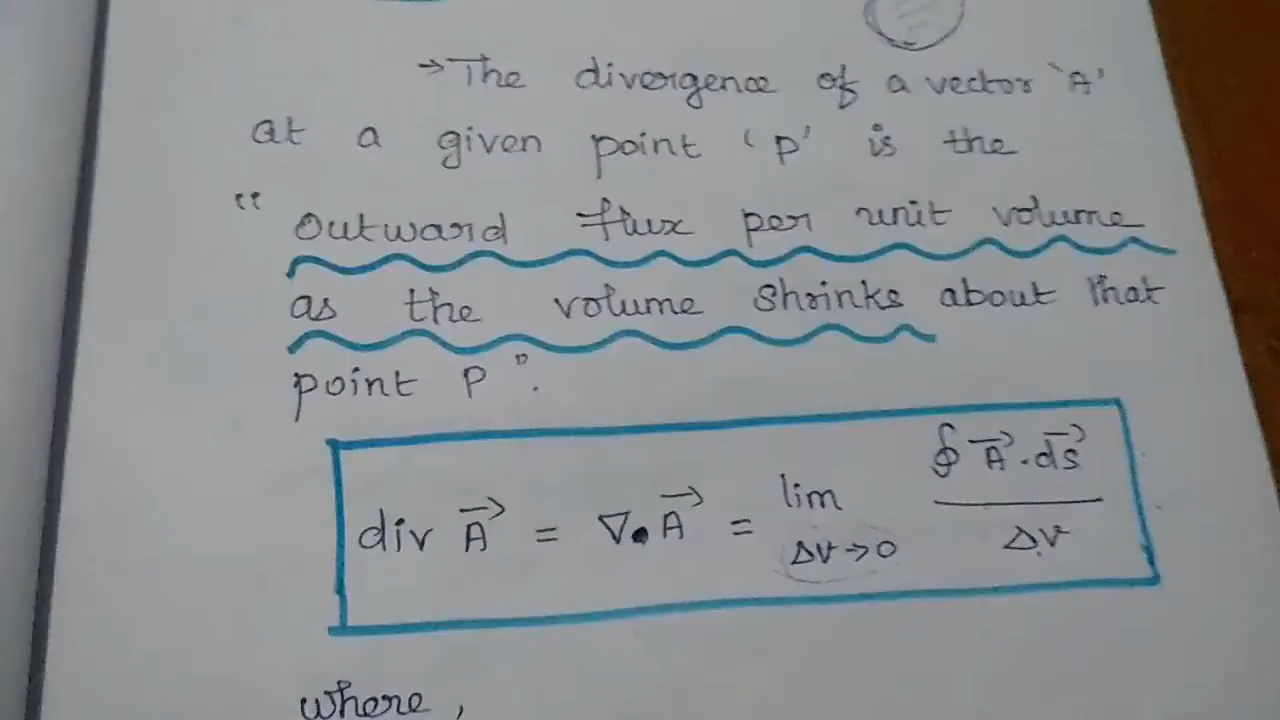 → The divergence of a vector 'A'
at a given point 'p' is the
" Outward flux per unit volume
as the volume shrinks about that
point P ".
div A⃗ = ∇·A⃗ = lim Δv→0 ∮ A⃗·ds⃗ / Δv
where,